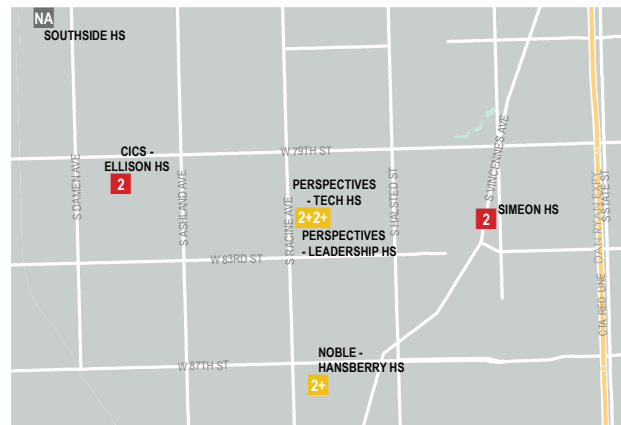 NA
SOUTHSIDE HS
CICS -
ELLISON HS
2
W 79TH ST
S DAMEN AVE
S ASHLAND AVE
S RACINE AVE
S HALSTED ST
S VINCENNES AVE
PERSPECTIVES
- TECH HS
2+2+
PERSPECTIVES
- LEADERSHIP HS
2
SIMEON HS
DAN RYAN EXPY
S STATE ST
CTA RED LINE
W 83RD ST
W 87TH ST
NOBLE -
HANSBERRY HS
2+